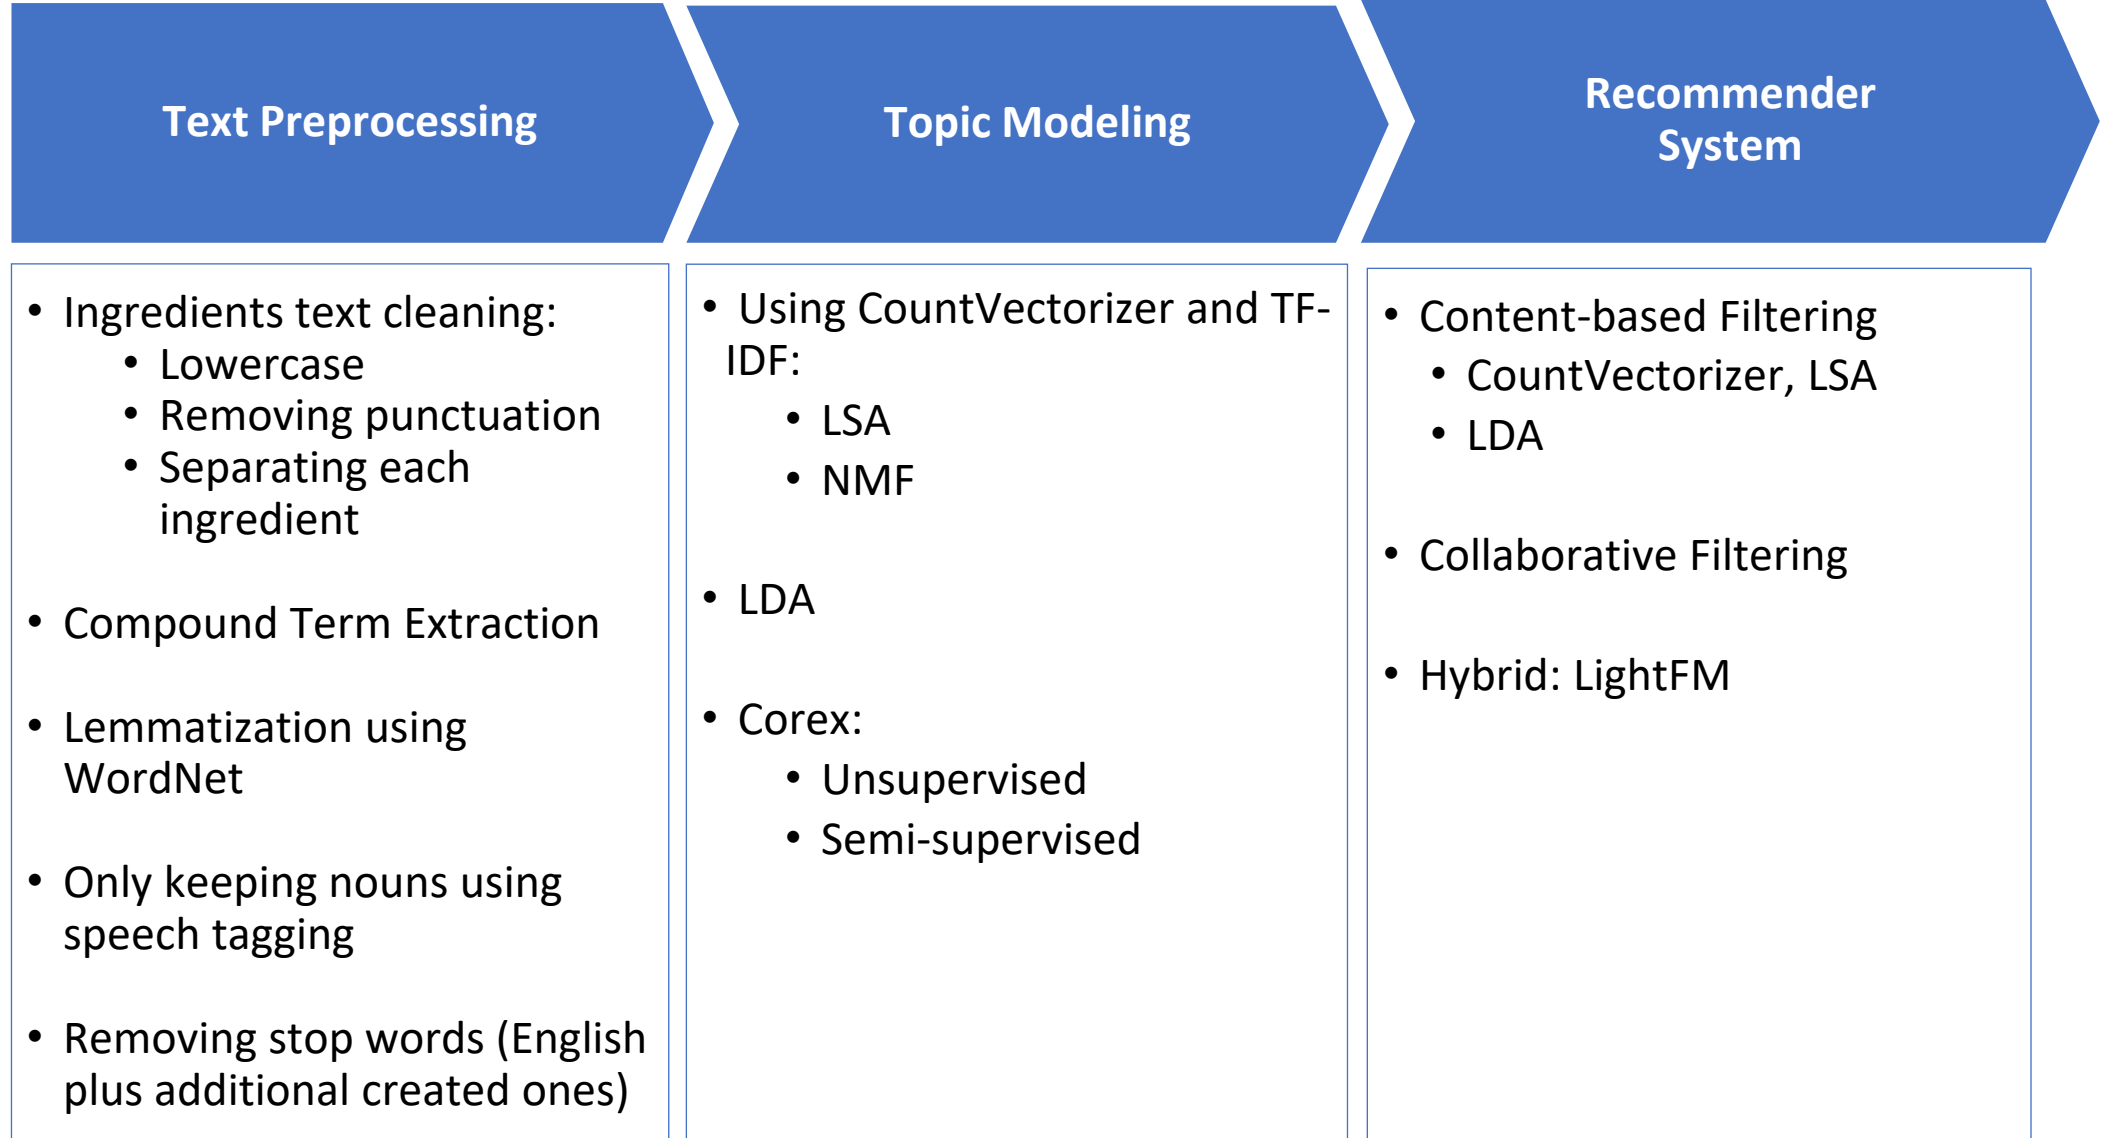 Text Preprocessing
Topic Modeling
Recommender
System
• Ingredients text cleaning:
• Lowercase
• Removing punctuation
• Separating each
ingredient
• Compound Term Extraction
• Lemmatization using
WordNet
• Only keeping nouns using
speech tagging
• Removing stop words (English
plus additional created ones)
• Using CountVectorizer and TF-
IDF:
• LSA
• NMF
• LDA
• Corex:
• Unsupervised
• Semi-supervised
• Content-based Filtering
• CountVectorizer, LSA
• LDA
• Collaborative Filtering
• Hybrid: LightFM